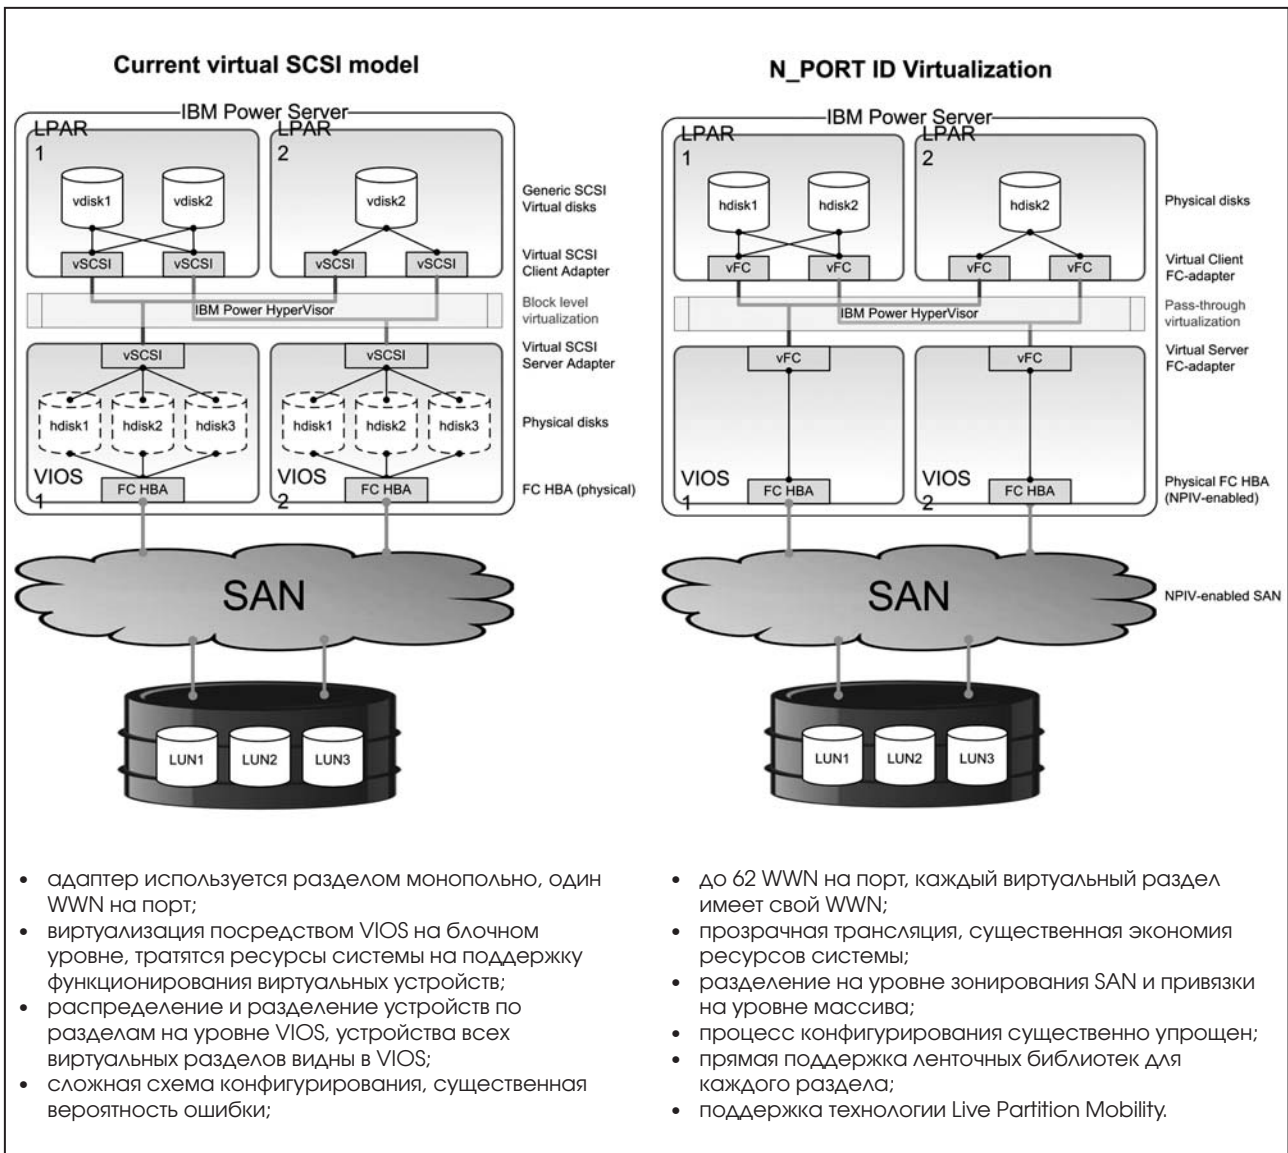 Current virtual SCSI model
IBM Power Server
LPAR
1
LPAR
2
vdisk1
vdisk2
vdisk2
Generic SCSI
Virtual disks
vSCSI
vSCSI
vSCSI
vSCSI
Virtual SCSI
Client Adapter
IBM Power HyperVisor
Block level
virtualization
vSCSI
vSCSI
Virtual SCSI
Server Adapter
hdisk1
hdisk2
hdisk3
hdisk1
hdisk2
hdisk3
Physical disks
VIOS
1
FC HBA
VIOS
2
FC HBA
FC HBA (physical)
SAN
LUN1
LUN2
LUN3
• адаптер используется разделом монопольно, один
WWN на порт;
• виртуализация посредством VIOS на блочном
уровне, тратятся ресурсы системы на поддержку
функционирования виртуальных устройств;
• распределение и разделение устройств по
разделам на уровне VIOS, устройства всех
виртуальных разделов видны в VIOS;
• сложная схема конфигурирования, существенная
вероятность ошибки;
N_PORT ID Virtualization
IBM Power Server
LPAR
1
LPAR
2
hdisk1
hdisk2
hdisk2
Physical disks
vFC
vFC
vFC
vFC
Virtual Client
FC-adapter
IBM Power HyperVisor
Pass-through
virtualization
vFC
vFC
Virtual Server
FC-adapter
VIOS
1
FC HBA
VIOS
2
FC HBA
Physical FC HBA
(NPIV-enabled)
SAN
NPIV-enabled SAN
LUN1
LUN2
LUN3
• до 62 WWN на порт, каждый виртуальный раздел
имеет свой WWN;
• прозрачная трансляция, существенная экономия
ресурсов системы;
• разделение на уровне зонирования SAN и привязки
на уровне массива;
• процесс конфигурирования существенно упрощен;
• прямая поддержка ленточных библиотек для
каждого раздела;
• поддержка технологии Live Partition Mobility.